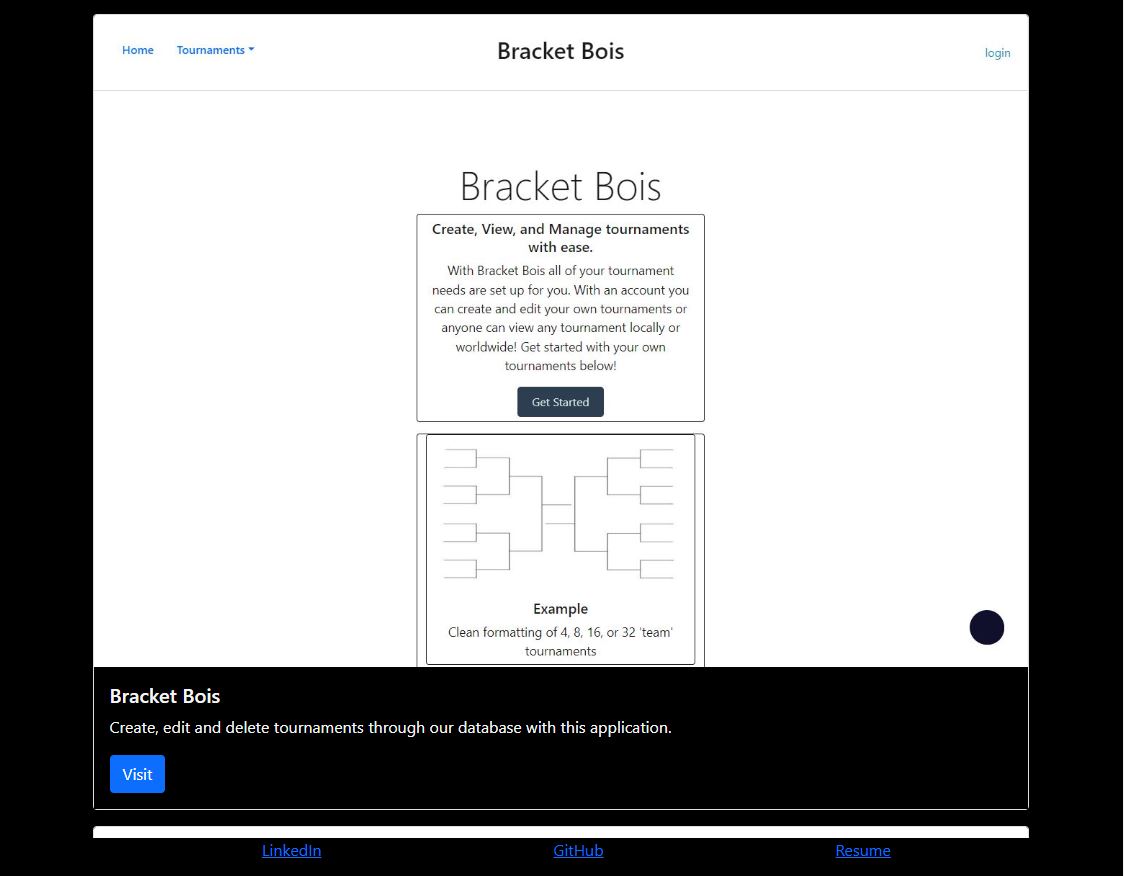 Home Tournaments Bracket Bois login
Bracket Bois
Create, View, and Manage tournaments
with ease.
With Bracket Bois all of your tournament
needs are set up for you. With an account you
can create and edit your own tournaments or
anyone can view any tournament locally or
worldwide! Get started with your own
tournaments below!
Get Started
Example
Clean formatting of 4, 8, 16, or 32 'team'
tournaments
Bracket Bois
Create, edit and delete tournaments through our database with this application.
Visit
LinkedIn GitHub Resume